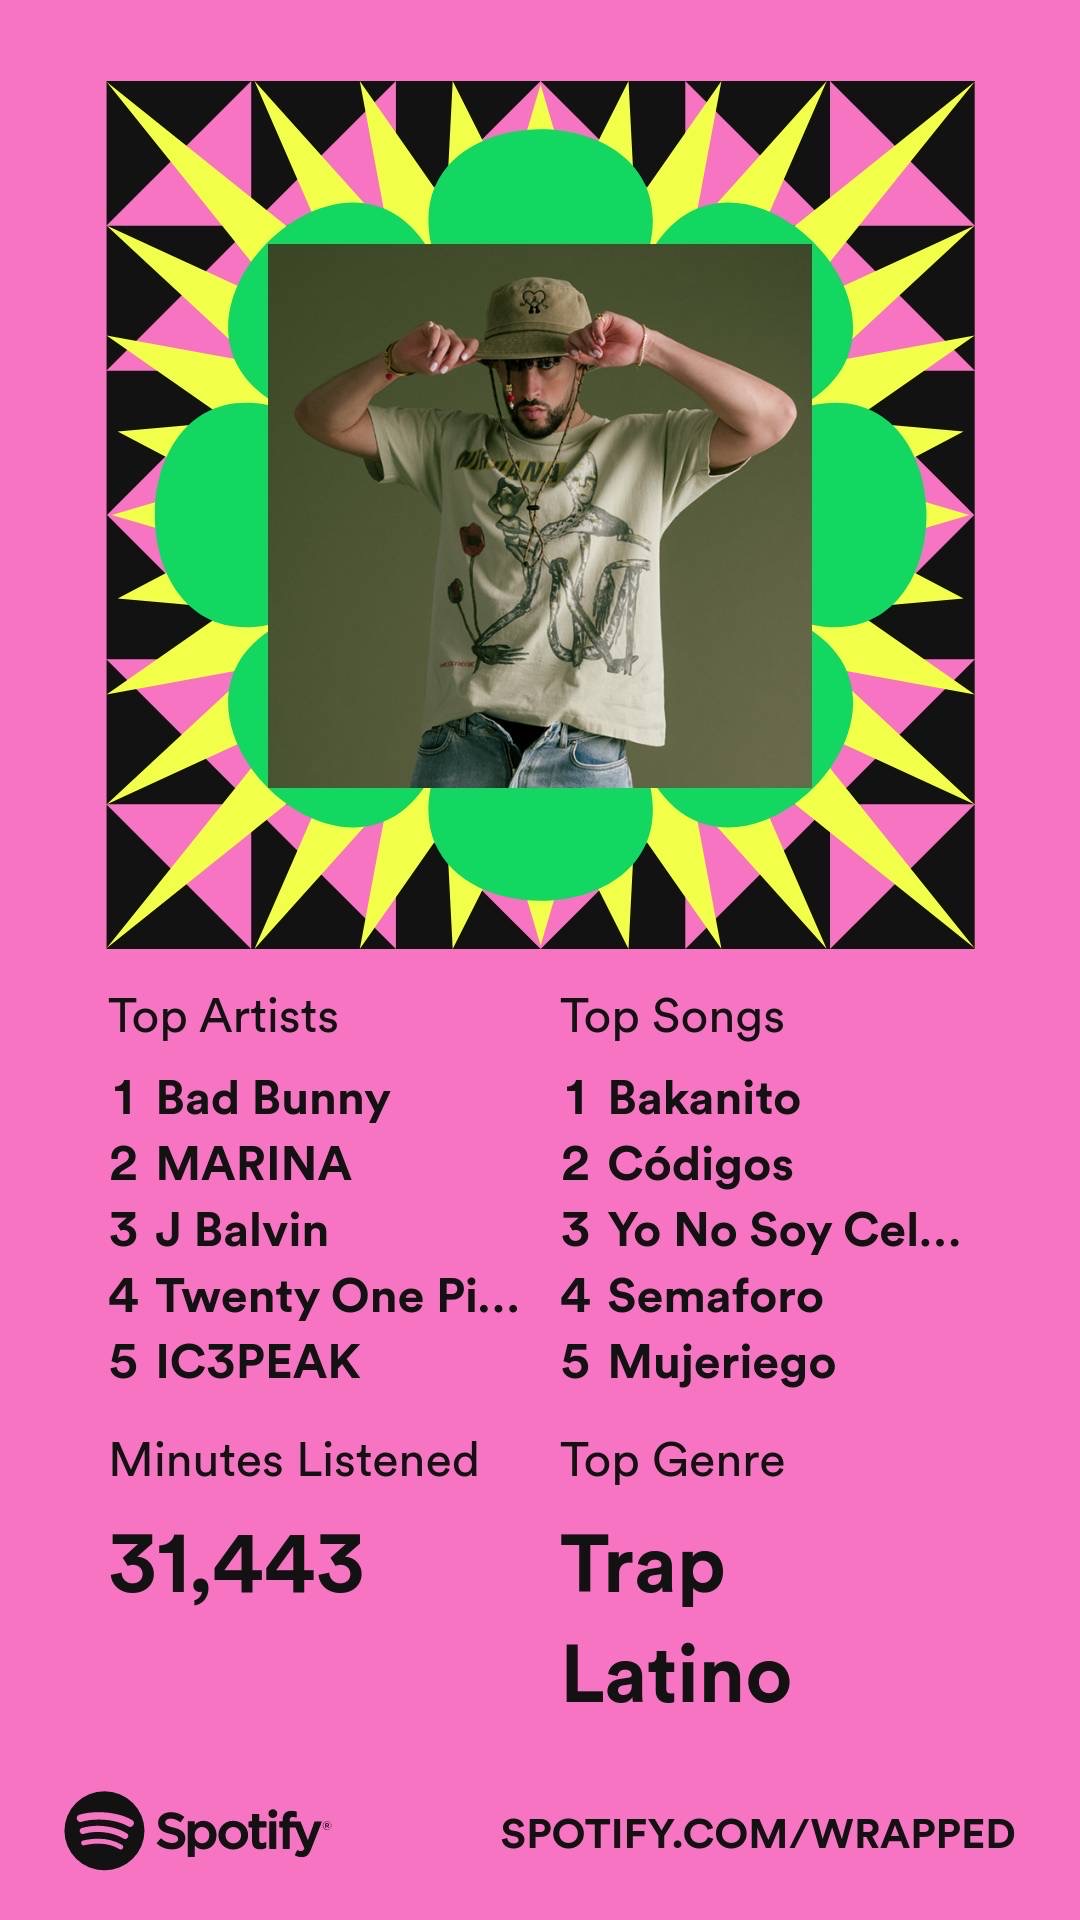 NIRVANA
Top Artists
1 Bad Bunny
2 MARINA
3 J Balvin
4 Twenty One Pi...
5 IC3PEAK
Top Songs
1 Bakanito
2 Códigos
3 Yo No Soy Cel...
4 Semaforo
5 Mujeriego
Minutes Listened
31,443
Top Genre
Trap
Latino
Spotify®
SPOTIFY.COM/WRAPPED